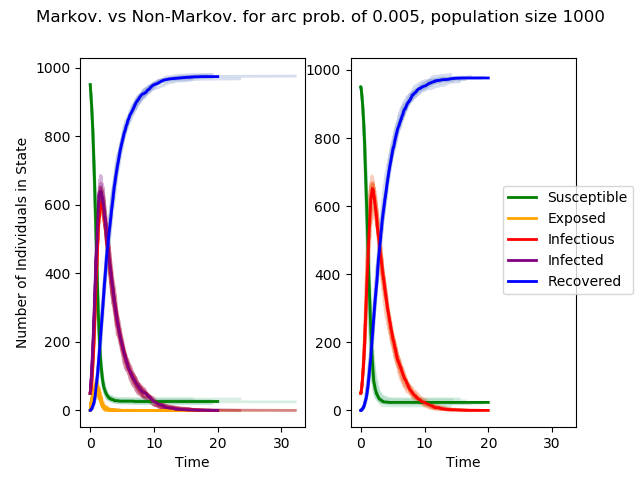 Markov. vs Non-Markov. for arc prob. of 0.005, population size 1000
Number of Individuals in State
1000
800
600
400
200
0
0
10
20
30
Time
1000
800
600
400
200
0
0
10
20
30
Time
Susceptible
Exposed
Infectious
Infected
Recovered